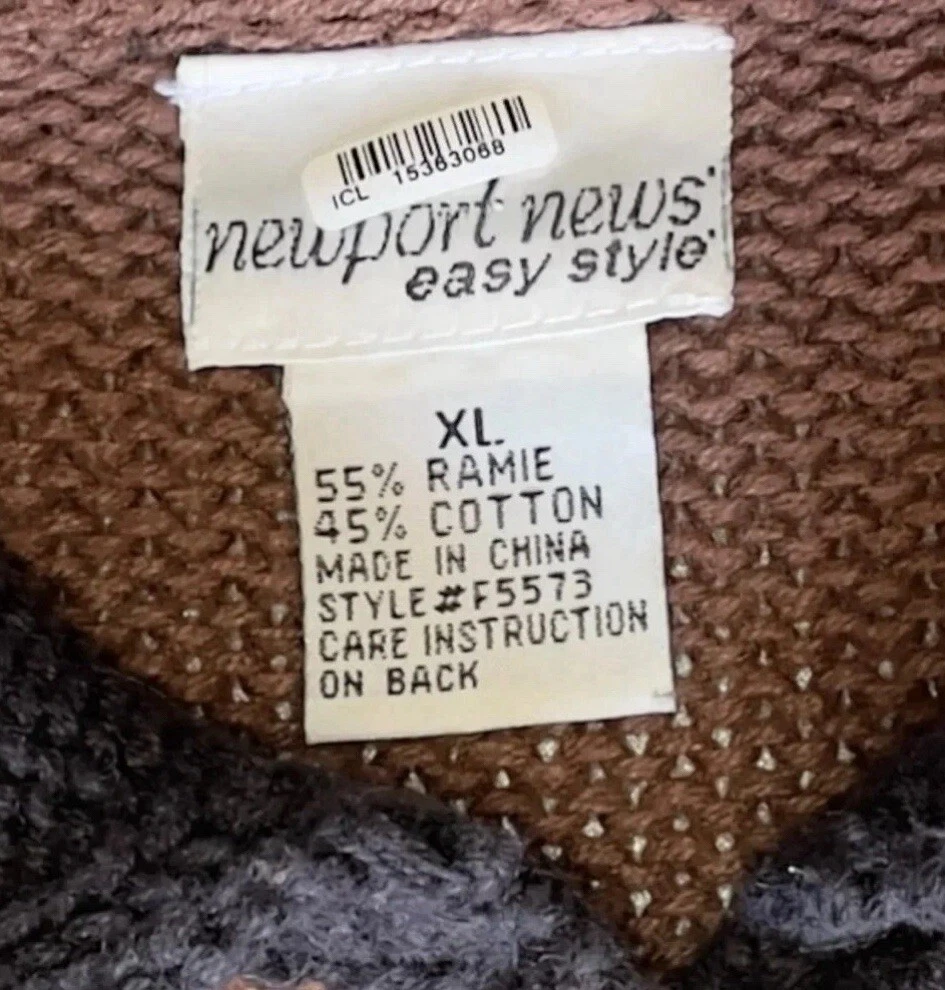 ICL 15363068
newport news
easy style
XL
55% RAMIE
45% COTTON
MADE IN CHINA
STYLE#F5573
CARE INSTRUCTION
ON BACK